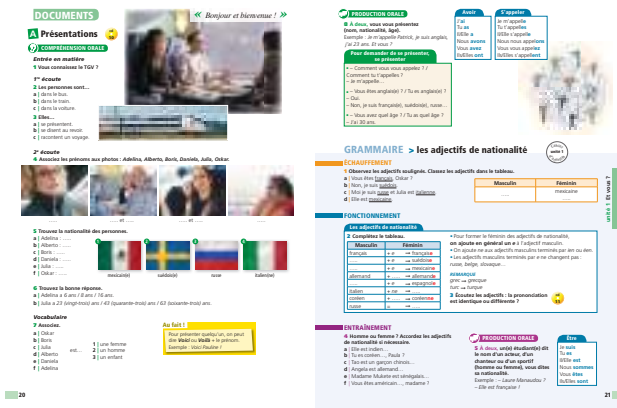 DOCUMENTS
« Bonjour et bienvenue ! »
A Présentations
COMPRÉHENSION ORALE
Entrée en matière
1 Vous connaissez le TGV ?
1re écoute
2 Les personnes sont…
a | dans le bus.
b | dans le train.
c | dans la voiture.
3 Elles…
a | se présentent.
b | se disent au revoir.
c | racontent un voyage.
2e écoute
4 Associez les prénoms aux photos : Adelina, Alberto, Boris, Daniela, Julia, Oskar.
...... ...... et ...... ...... et ...... ......
5 Trouvez la nationalité des personnes.
a | Adelina : ......
b | Alberto : ......
c | Boris : ......
d | Daniela : ......
e | Julia : ......
f | Oskar : ......
mexicain(e) suédois(e) russe italien(ne)
6 Trouvez la bonne réponse.
a | Adelina a 6 ans / 8 ans / 16 ans.
b | Julia a 23 (vingt-trois) ans / 43 (quarante-trois) ans / 63 (soixante-trois) ans.
Vocabulaire
7 Associez.
a | Oskar
b | Boris
c | Julia
d | Alberto
e | Daniela
f | Adelina
est...
1 | une femme
2 | un homme
3 | un enfant
Au fait !
Pour présenter quelqu'un, on peut
dire Voici ou Voilà + le prénom.
Exemple : Voici Pauline !
20
PRODUCTION ORALE
8 À deux, vous vous présentez
(nom, nationalité, âge).
Exemple : Je m'appelle Patrick, je suis anglais,
j'ai 23 ans. Et vous ?
Pour demander de se présenter,
se présenter
• – Comment vous vous appelez ? /
Comment tu t'appelles ?
– Je m'appelle…
• – Vous êtes anglais(e) ? / Tu es anglais(e) ?
– Oui.
– Non, je suis français(e), suédois(e), russe…
• – Vous avez quel âge ? / Tu as quel âge ?
– J'ai 30 ans.
Avoir
J'ai
Tu as
Il/Elle a
Nous avons
Vous avez
Ils/Elles ont
S'appeler
Je m'appelle
Tu t'appelles
Il/Elle s'appelle
Nous nous appelons
Vous vous appelez
Ils/Elles s'appellent
GRAMMAIRE > les adjectifs de nationalité
unité 1
ÉCHAUFFEMENT
1 Observez les adjectifs soulignés. Classez les adjectifs dans le tableau.
a | Vous êtes français, Oskar ?
b | Non, je suis suédois.
c | Moi je suis russe et Julia est italienne.
d | Elle est mexicaine.
Masculin Féminin
...... mexicaine
......
FONCTIONNEMENT
Les adjectifs de nationalité
2 Complétez le tableau.
Masculin Féminin
français + e → française
...... + e → suédoise
...... + e → mexicaine
allemand + ...... → allemande
...... + e → espagnole
italien + ne → ......
coréen + ...... → coréenne
russe = → ......
• Pour former le féminin des adjectifs de nationalité,
on ajoute en général un e à l'adjectif masculin.
• On ajoute ne aux adjectifs masculins terminés par ien ou éen.
• Les adjectifs masculins terminés par e ne changent pas :
russe, belge, slovaque...
REMARQUE
grec → grecque
turc → turque
3 Écoutez les adjectifs : la prononciation
est identique ou différente ?
ENTRAÎNEMENT
4 Homme ou femme ? Accordez les adjectifs
de nationalité si nécessaire.
a | Elle est indien…
b | Tu es coréen…, Paula ?
c | Tao est un garçon chinois…
d | Angela est allemand…
e | Madame Mukete est sénégalais…
f | Vous êtes américain…, madame ?
PRODUCTION ORALE
5 À deux, un(e) étudiant(e) dit
le nom d'un acteur, d'un
chanteur ou d'un sportif
(homme ou femme), vous dites
sa nationalité.
Exemple : – Laure Manaudou ?
– Elle est française !
Être
Je suis
Tu es
Il/Elle est
Nous sommes
Vous êtes
Ils/Elles sont
unité 1 Et vous ?
21